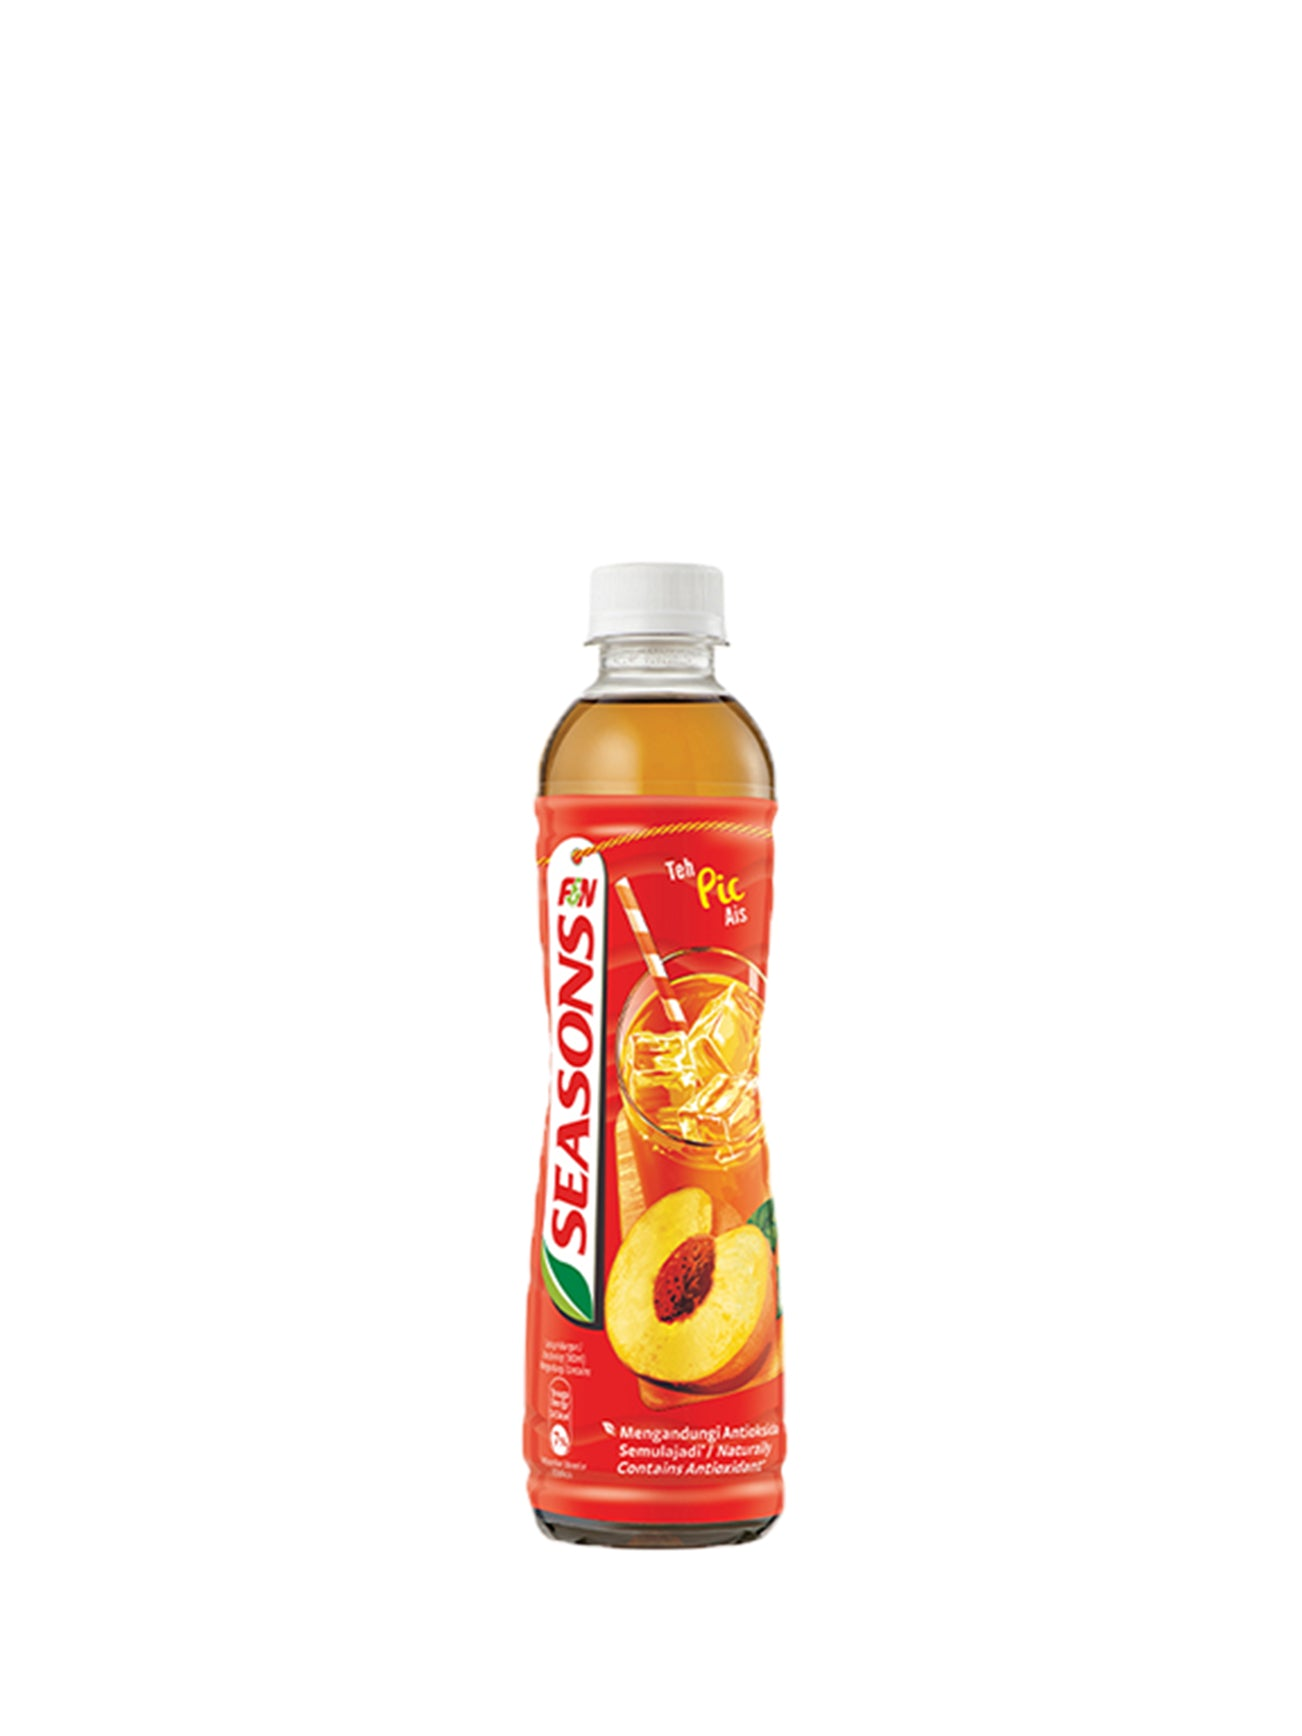 Teh
Pic
Ais
F&N
SEASONS
Mengandungi Antioksida
Semulajadi* / Naturally
Contains Antioxidant*